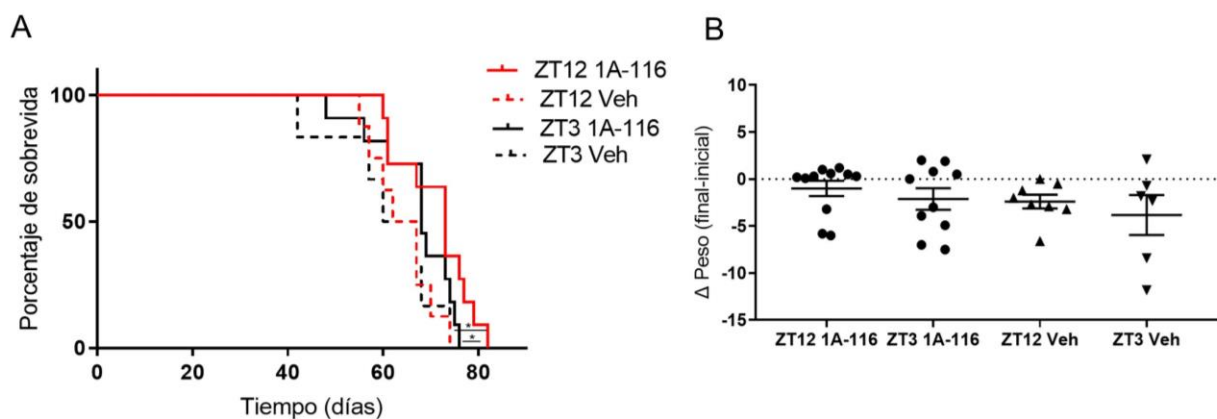 A
B
Porcentaje de sobrevida
100
50
0
0
20
40
60
80
Tiempo (días)
ZT12 1A-116
ZT12 Veh
ZT3 1A-116
ZT3 Veh
*
*
Δ Peso (final-inicial)
10
5
0
-5
-10
-15
ZT12 1A-116
ZT3 1A-116
ZT12 Veh
ZT3 Veh